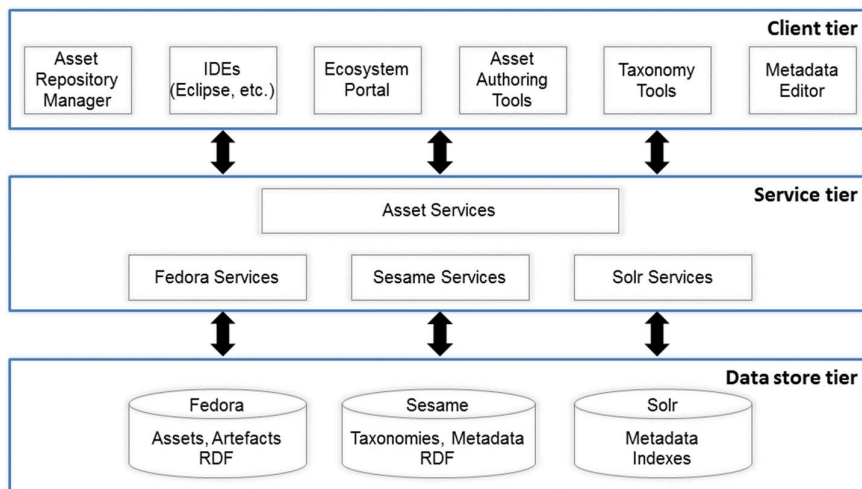 Client tier
Asset
Repository
Manager
IDEs
(Eclipse, etc.)
Ecosystem
Portal
Asset
Authoring
Tools
Taxonomy
Tools
Metadata
Editor
Service tier
Asset Services
Fedora Services
Sesame Services
Solr Services
Data store tier
Fedora
Assets, Artefacts
RDF
Sesame
Taxonomies, Metadata
RDF
Solr
Metadata
Indexes